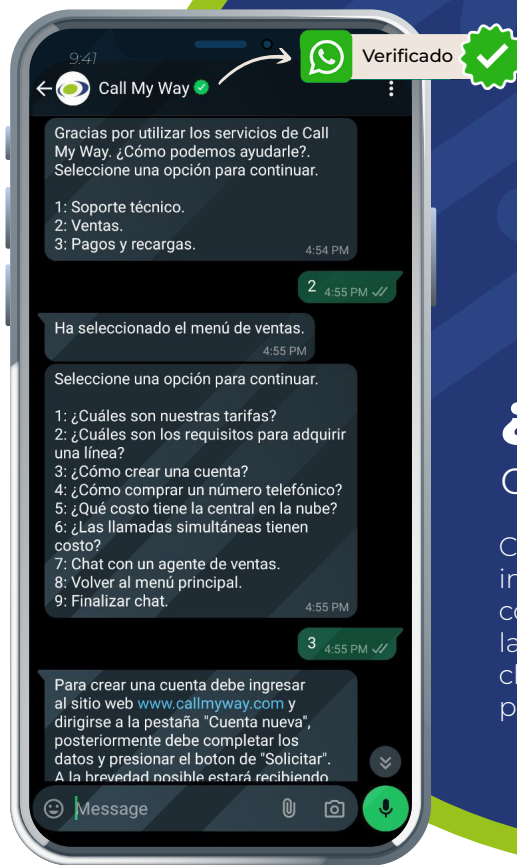 9:41
Verificado
Call My Way
Gracias por utilizar los servicios de Call
My Way. ¿Cómo podemos ayudarle?.
Seleccione una opción para continuar.
1: Soporte técnico.
2: Ventas.
3: Pagos y recargas.
4:54 PM
2 4:55 PM
Ha seleccionado el menú de ventas.
4:55 PM
Seleccione una opción para continuar.
1: ¿Cuáles son nuestras tarifas?
2: ¿Cuáles son los requisitos para adquirir
una línea?
3: ¿Cómo crear una cuenta?
4: ¿Cómo comprar un número telefónico?
5: ¿Qué costo tiene la central en la nube?
6: ¿Las llamadas simultáneas tienen
costo?
7: Chat con un agente de ventas.
8: Volver al menú principal.
9: Finalizar chat.
4:55 PM
3 4:55 PM
Para crear una cuenta debe ingresar
al sitio web www.callmyway.com y
dirigirse a la pestaña "Cuenta nueva",
posteriormente debe completar los
datos y presionar el boton de "Solicitar".
A la brevedad posible estará recibiendo
Message